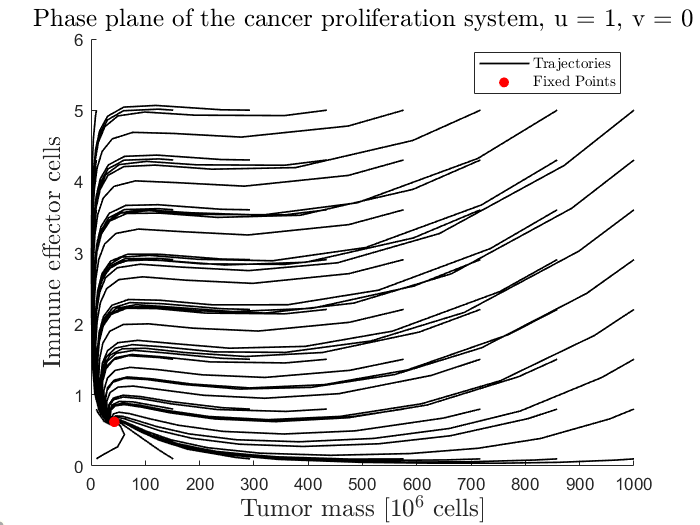 Phase plane of the cancer proliferation system, u = 1, v = 0
6
5
4
3
2
1
0
Immune effector cells
Trajectories
Fixed Points
0 100 200 300 400 500 600 700 800 900 1000
Tumor mass [10⁶ cells]